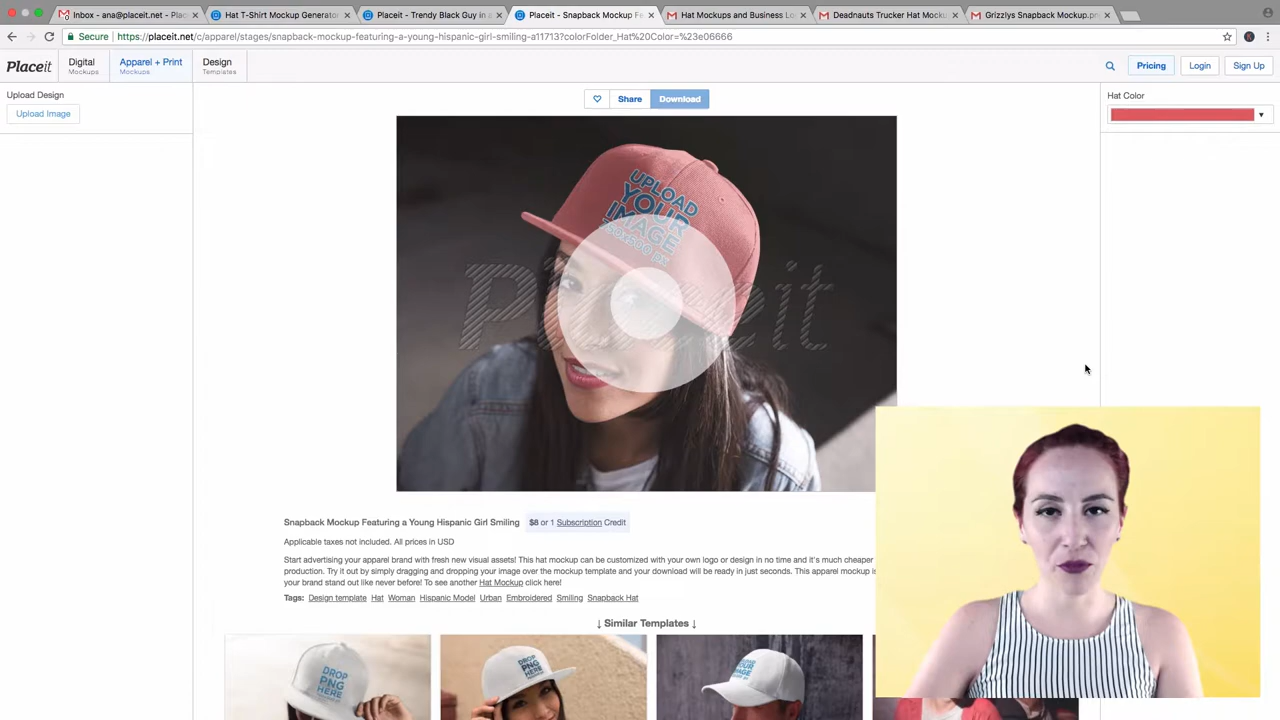 Inbox - ana@placeit.net - Plac
Hat T-Shirt Mockup Generator
Placeit - Trendy Black Guy in a
Placeit - Snapback Mockup Fe
Hat Mockups and Business Lo
Deadnauts Trucker Hat Mocku
Grizzlys Snapback Mockup.pn
Secure
https://placeit.net/c/apparel/stages/snapback-mockup-featuring-a-young-hispanic-girl-smiling-a11713?colorFolder_Hat%20Color=%23e06666
Placeit
Digital
Mockups
Apparel + Print
Mockups
Design
Templates
Pricing
Login
Sign Up
Upload Design
Upload Image
Share
Download
Hat Color
UPLOAD
YOUR
IMAGE
Placeit
Snapback Mockup Featuring a Young Hispanic Girl Smiling
$8 or 1 Subscription Credit
Applicable taxes not included. All prices in USD
Start advertising your apparel brand with fresh new visual assets! This hat mockup can be customized with your own logo or design in no time and it's much cheaper
production. Try it out by simply dragging and dropping your image over the mockup template and your download will be ready in just seconds. This apparel mockup is
your brand stand out like never before! To see another Hat Mockup click here!
Tags: Design template Hat Woman Hispanic Model Urban Embroidered Smiling Snapback Hat
↓ Similar Templates ↓
DROP
PNG
HERE
DROP
PNG
HERE
UPLOAD
YOUR
IMAGE